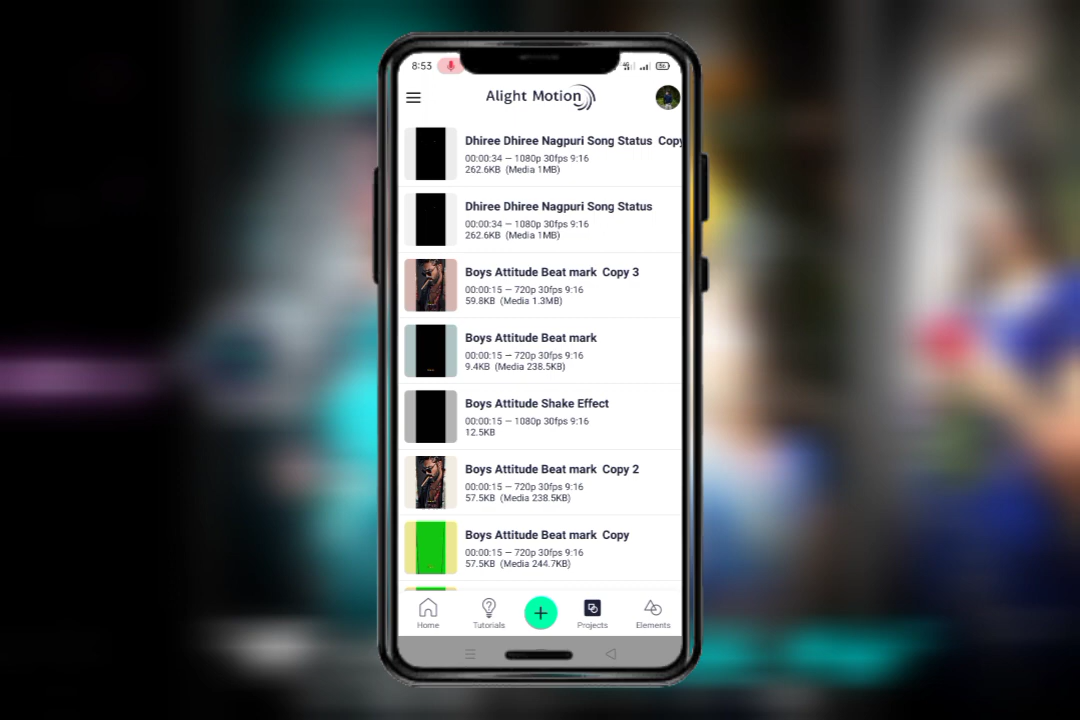 8:53
4G
56
Alight Motion
Dhiree Dhiree Nagpuri Song Status Copy
00:00:34 — 1080p 30fps 9:16
262.6KB (Media 1MB)
Dhiree Dhiree Nagpuri Song Status
00:00:34 — 1080p 30fps 9:16
262.6KB (Media 1MB)
Boys Attitude Beat mark Copy 3
00:00:15 — 720p 30fps 9:16
59.8KB (Media 1.3MB)
Boys Attitude Beat mark
00:00:15 — 720p 30fps 9:16
9.4KB (Media 238.5KB)
Boys Attitude Shake Effect
00:00:15 — 1080p 30fps 9:16
12.5KB
Boys Attitude Beat mark Copy 2
00:00:15 — 720p 30fps 9:16
57.5KB (Media 238.5KB)
Boys Attitude Beat mark Copy
00:00:15 — 720p 30fps 9:16
57.5KB (Media 244.7KB)
Home
Tutorials
Projects
Elements